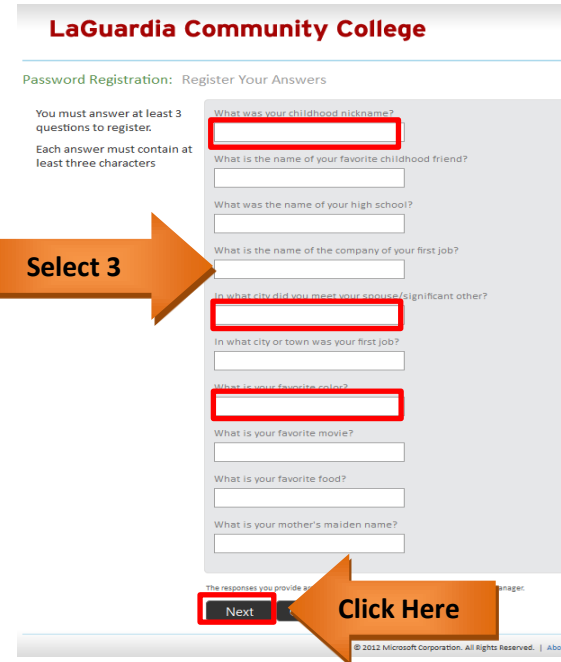 LaGuardia Community College
Password Registration: Register Your Answers
You must answer at least 3
questions to register.
Each answer must contain at
least three characters
What was your childhood nickname?
What is the name of your favorite childhood friend?
What was the name of your high school?
What is the name of the company of your first job?
Select 3
In what city did you meet your spouse/significant other?
In what city or town was your first job?
What is your favorite color?
What is your favorite movie?
What is your favorite food?
What is your mother's maiden name?
The responses you provide
Next
Click Here
© 2012 Microsoft Corporation. All Rights Reserved. |